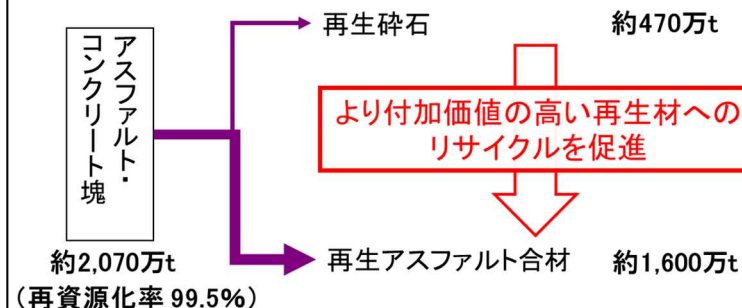 アスファルト・
コンクリート塊
約2,070万t
（再資源化率 99.5%）
再生砕石 約470万t
より付加価値の高い再生材への
リサイクルを促進
再生アスファルト合材 約1,600万t